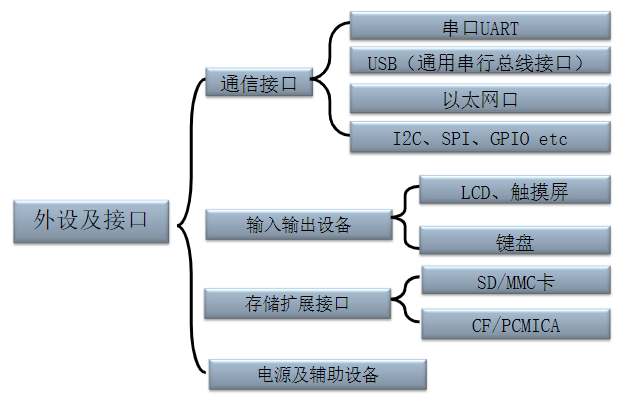 外设及接口
通信接口
串口UART
USB（通用串行总线接口）
以太网口
I2C、SPI、GPIO etc
输入输出设备
LCD、触摸屏
键盘
存储扩展接口
SD/MMC卡
CF/PCMICA
电源及辅助设备